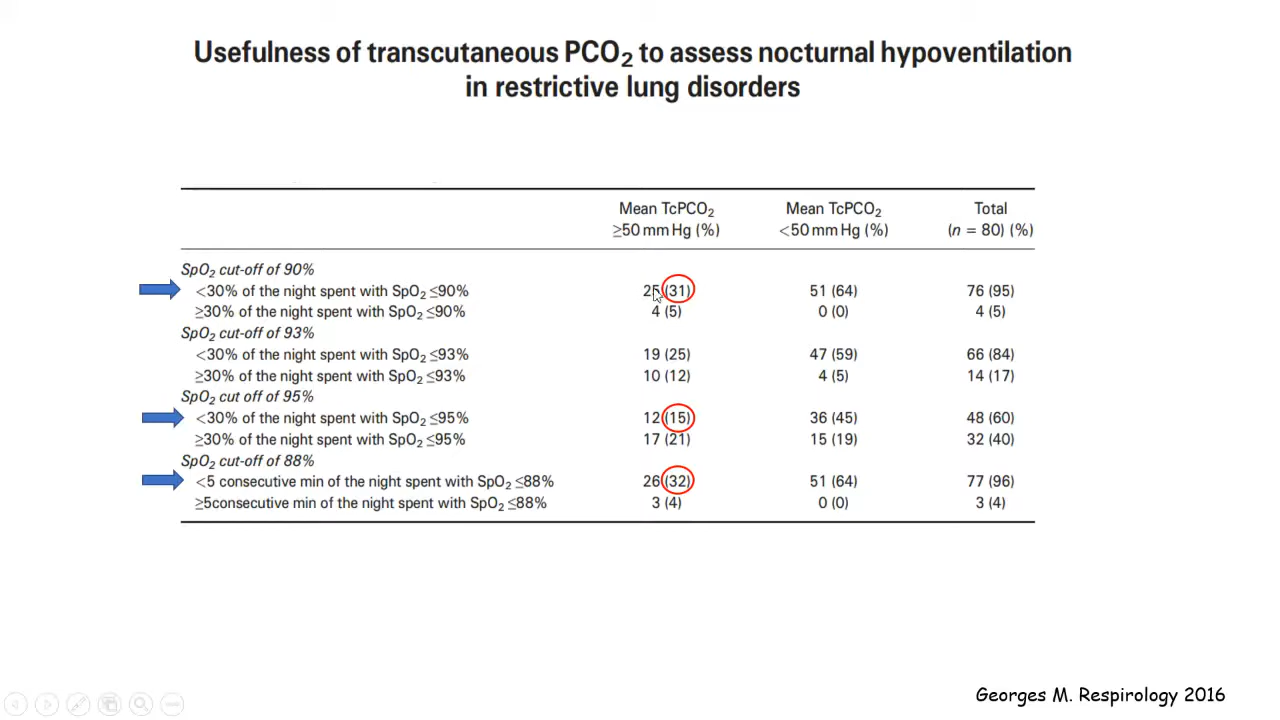 Usefulness of transcutaneous PCO₂ to assess nocturnal hypoventilation
in restrictive lung disorders
Mean TcPCO₂ Mean TcPCO₂ Total
≥50 mm Hg (%) <50 mm Hg (%) (n = 80) (%)
SpO₂ cut-off of 90%
<30% of the night spent with SpO₂ ≤90% 25 (31) 51 (64) 76 (95)
≥30% of the night spent with SpO₂ ≤90% 4 (5) 0 (0) 4 (5)
SpO₂ cut-off of 93%
<30% of the night spent with SpO₂ ≤93% 19 (25) 47 (59) 66 (84)
≥30% of the night spent with SpO₂ ≤93% 10 (12) 4 (5) 14 (17)
SpO₂ cut off of 95%
<30% of the night spent with SpO₂ ≤95% 12 (15) 36 (45) 48 (60)
≥30% of the night spent with SpO₂ ≤95% 17 (21) 15 (19) 32 (40)
SpO₂ cut-off of 88%
<5 consecutive min of the night spent with SpO₂ ≤88% 26 (32) 51 (64) 77 (96)
≥5consecutive min of the night spent with SpO₂ ≤88% 3 (4) 0 (0) 3 (4)
Georges M. Respirology 2016